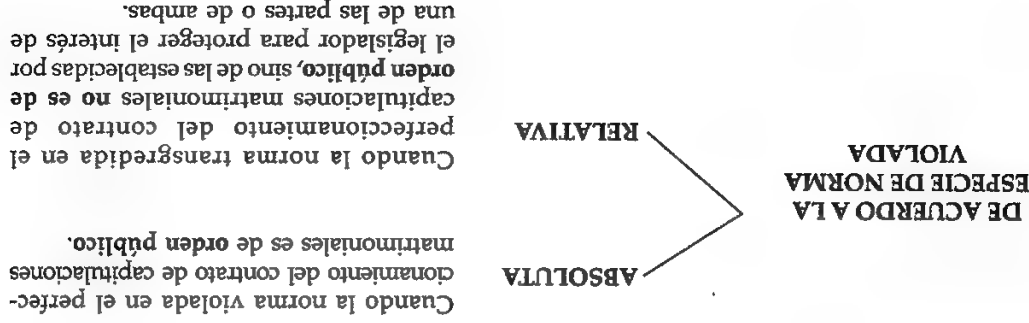 DE ACUERDO A LA
ESPECIE DE NORMA
VIOLADA
ABSOLUTA
Cuando la norma violada en el perfec-
cionamiento del contrato de capitulaciones
matrimoniales es de orden público.
RELATIVA
Cuando la norma transgredida en el
perfeccionamiento del contrato de
capitulaciones matrimoniales no es de
orden público, sino de las establecidas por
el legislador para proteger el interés de
una de las partes o de ambas.